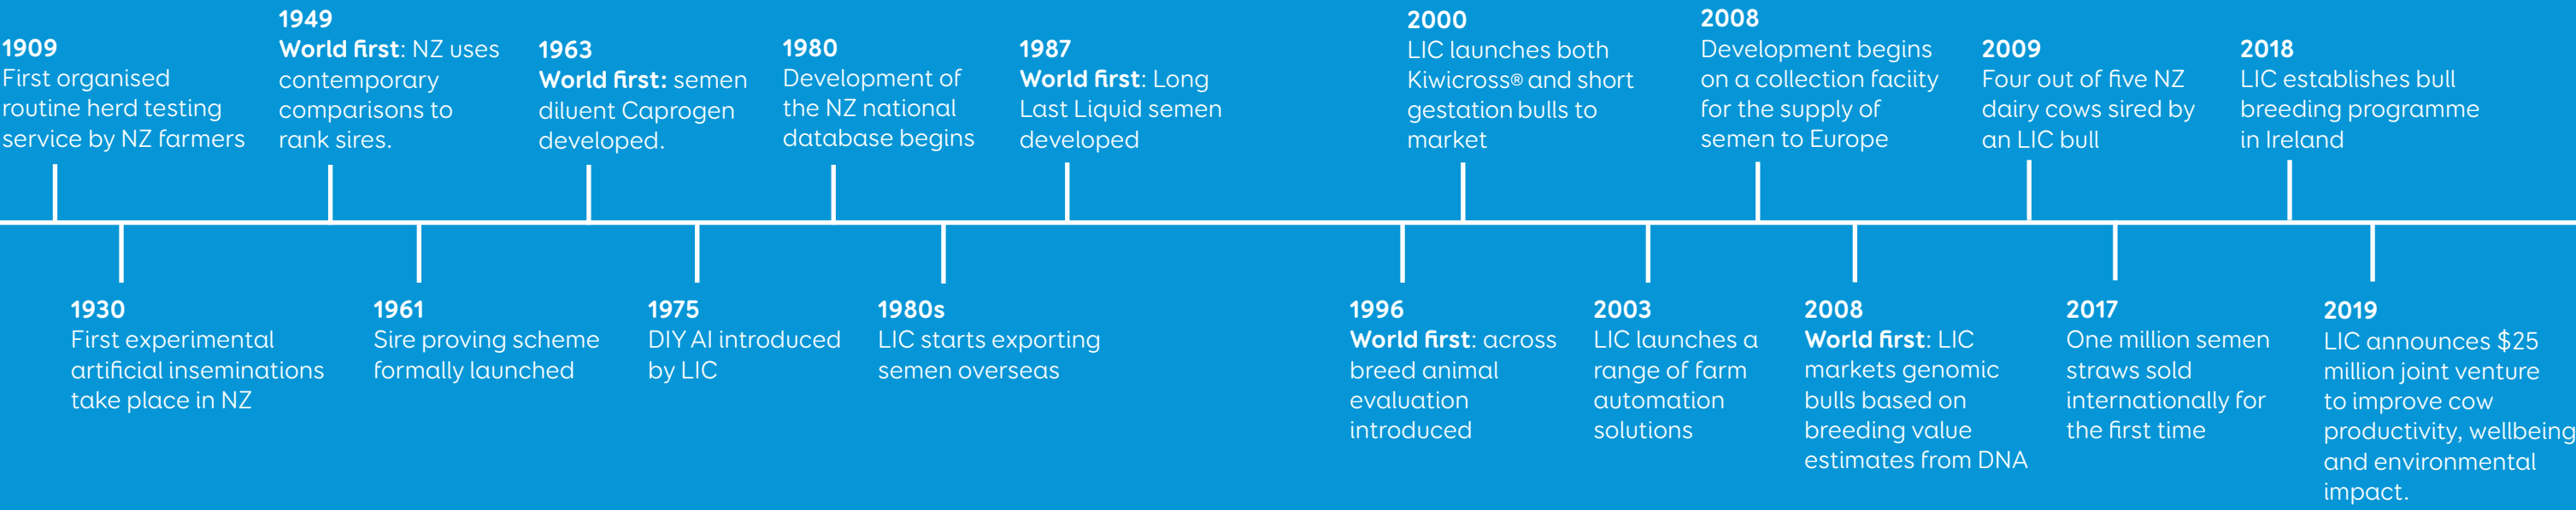 1909
First organised
routine herd testing
service by NZ farmers
1949
World first: NZ uses
contemporary
comparisons to
rank sires.
1963
World first: semen
diluent Caprogen
developed.
1980
Development of
the NZ national
database begins
1987
World first: Long
Last Liquid semen
developed
2000
LIC launches both
Kiwicross® and short
gestation bulls to
market
2008
Development begins
on a collection faciity
for the supply of
semen to Europe
2009
Four out of five NZ
dairy cows sired by
an LIC bull
2018
LIC establishes bull
breeding programme
in Ireland
1930
First experimental
artificial inseminations
take place in NZ
1961
Sire proving scheme
formally launched
1975
DIY AI introduced
by LIC
1980s
LIC starts exporting
semen overseas
1996
World first: across
breed animal
evaluation
introduced
2003
LIC launches a
range of farm
automation
solutions
2008
World first: LIC
markets genomic
bulls based on
breeding value
estimates from DNA
2017
One million semen
straws sold
internationally for
the first time
2019
LIC announces $25
million joint venture
to improve cow
productivity, wellbeing
and environmental
impact.